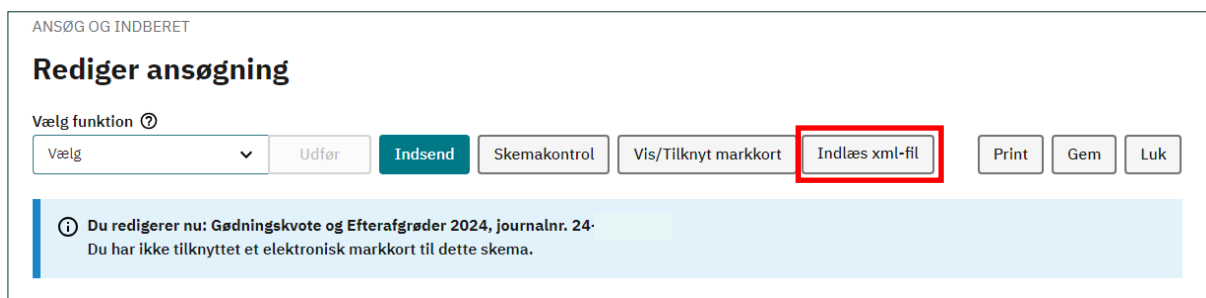 ANSØG OG INDBERET
Rediger ansøgning
Vælg funktion
Vælg Udfør Indsend Skemakontrol Vis/Tilknyt markkort Indlæs xml-fil Print Gem Luk
Du redigerer nu: Gødningskvote og Efterafgrøder 2024, journalnr. 24-
Du har ikke tilknyttet et elektronisk markkort til dette skema.